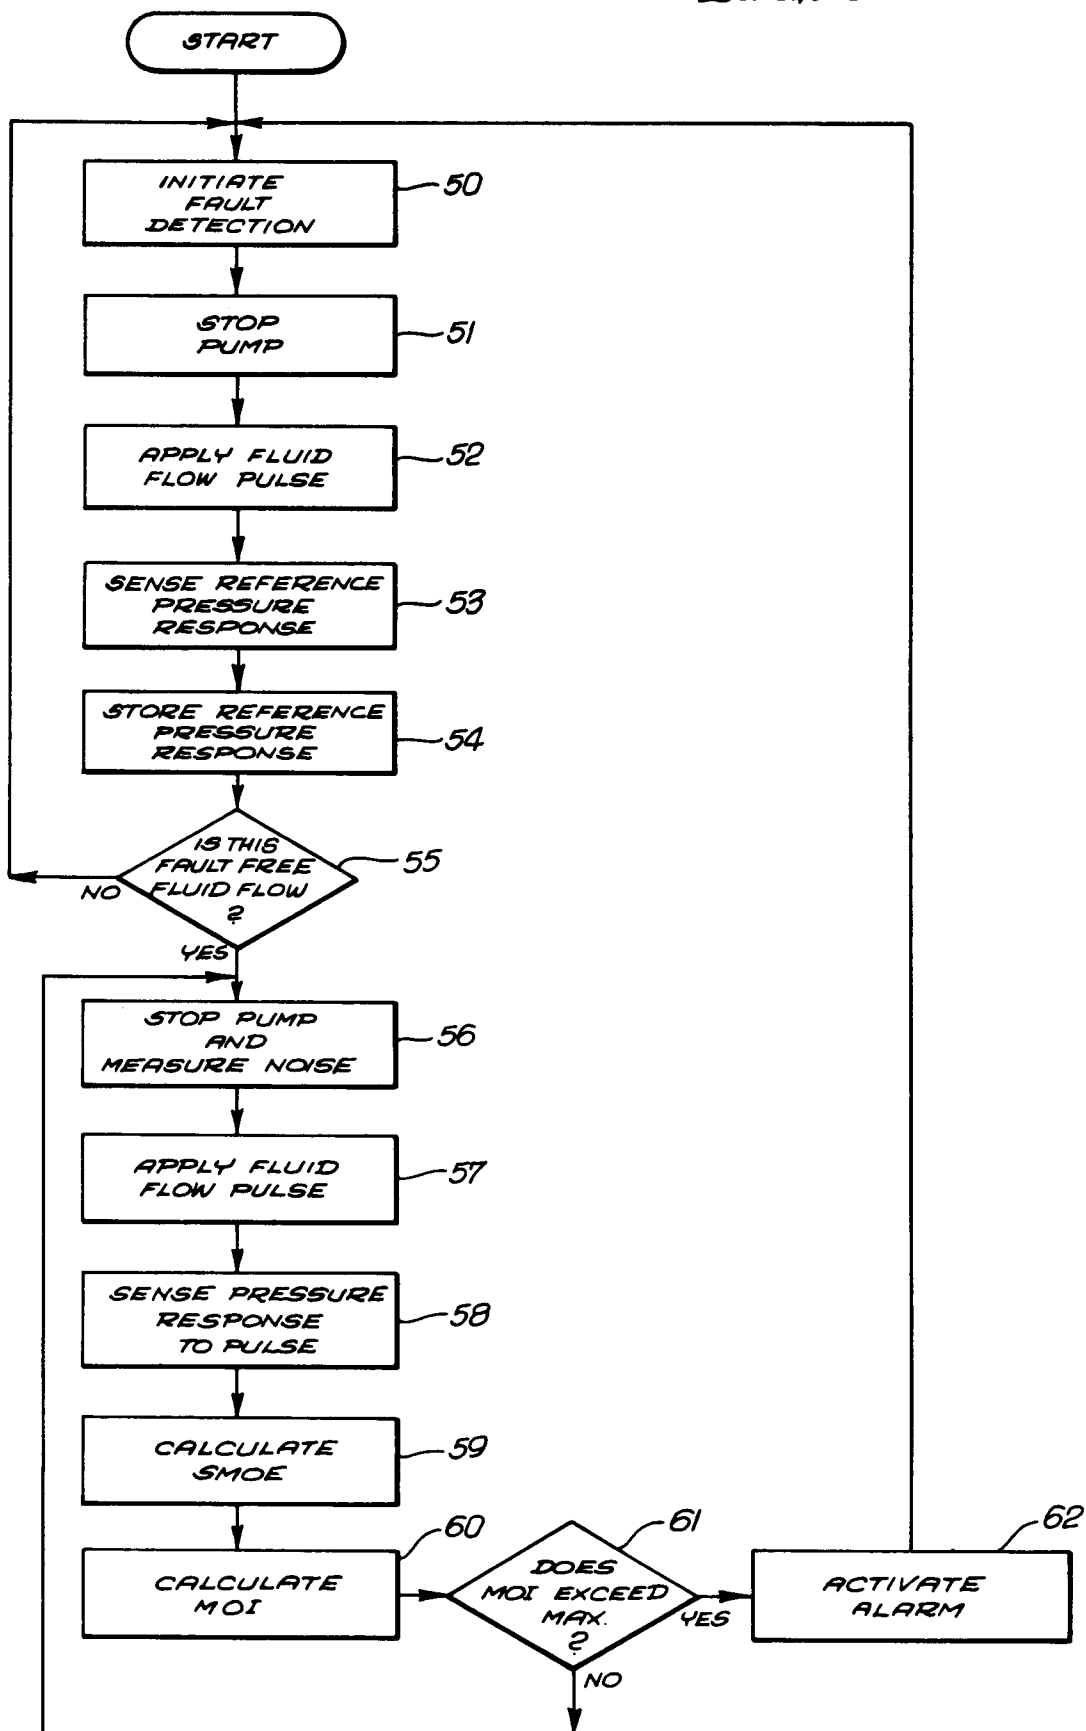 START
INITIATE
FAULT
DETECTION
50
STOP
PUMP
51
APPLY FLUID
FLOW PULSE
52
SENSE REFERENCE
PRESSURE
RESPONSE
53
STORE REFERENCE
PRESSURE
RESPONSE
54
IS THIS
FAULT FREE
FLUID FLOW
?
55
NO
YES
STOP PUMP
AND
MEASURE NOISE
56
APPLY FLUID
FLOW PULSE
57
SENSE PRESSURE
RESPONSE
TO PULSE
58
CALCULATE
SMOE
59
CALCULATE
MOI
60
DOES
MOI EXCEED
MAX.
?
61
YES
NO
ACTIVATE
ALARM
62